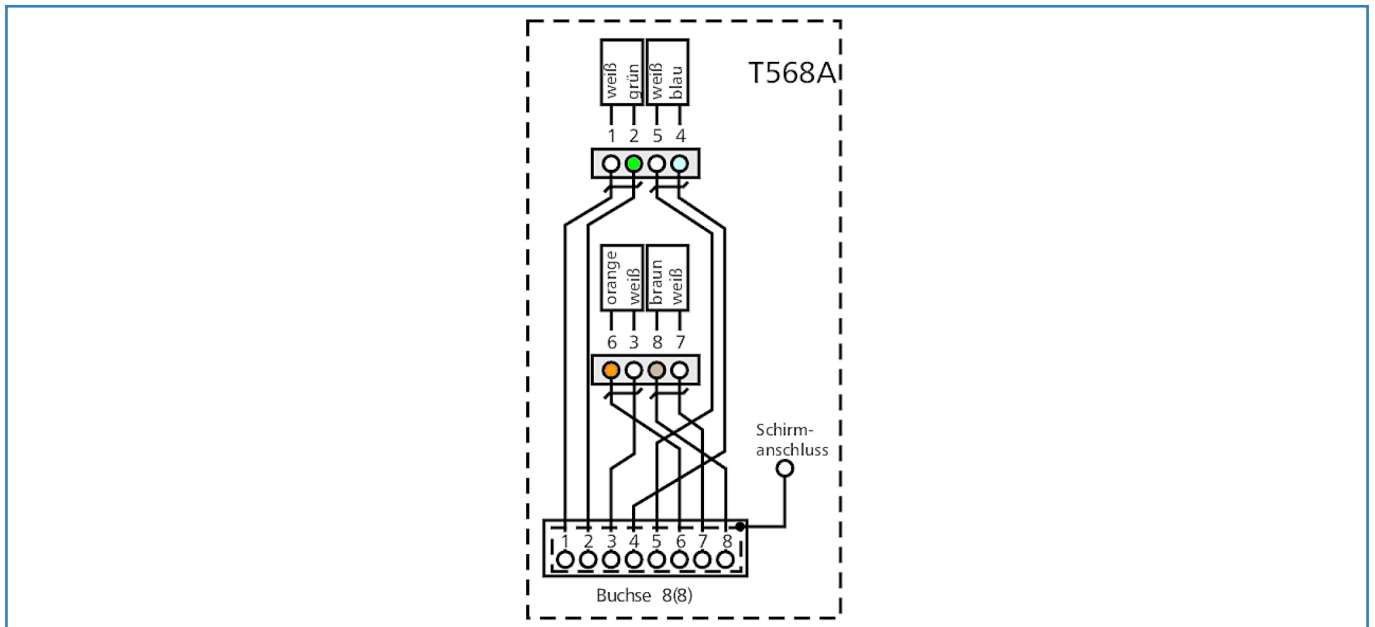 T568A
weiß grün weiß blau
1 2 5 4
orange weiß braun weiß
6 3 8 7
Schirm-
anschluss
1 2 3 4 5 6 7 8
Buchse 8(8)